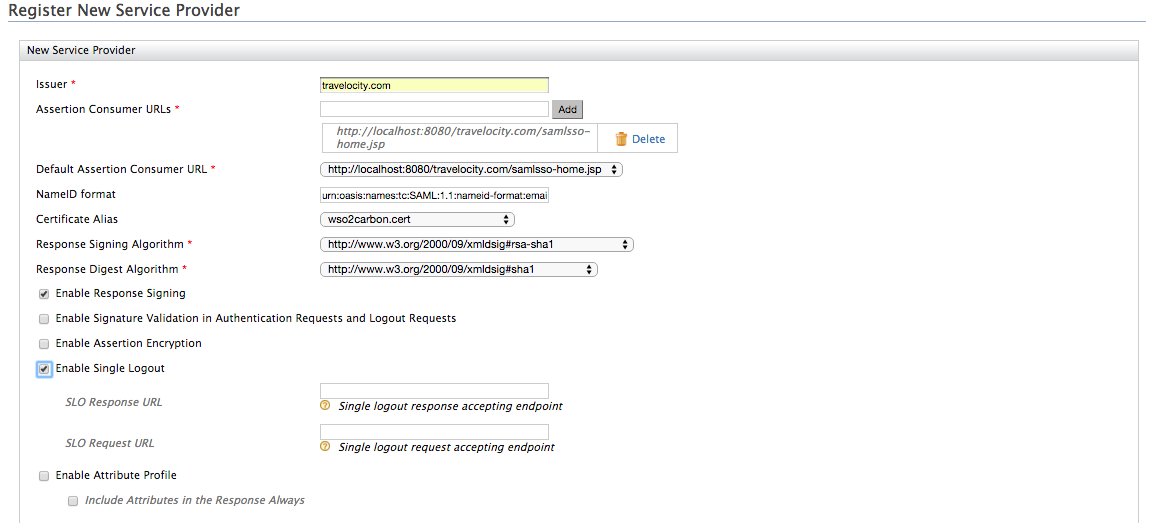 Register New Service Provider
New Service Provider
Issuer *
travelocity.com
Assertion Consumer URLs *
Add
http://localhost:8080/travelocity.com/samlsso-
home.jsp
Delete
Default Assertion Consumer URL *
http://localhost:8080/travelocity.com/samlsso-home.jsp
NameID format
urn:oasis:names:tc:SAML:1.1:nameid-format:emai
Certificate Alias
wso2carbon.cert
Response Signing Algorithm *
http://www.w3.org/2000/09/xmldsig#rsa-sha1
Response Digest Algorithm *
http://www.w3.org/2000/09/xmldsig#sha1
Enable Response Signing
Enable Signature Validation in Authentication Requests and Logout Requests
Enable Assertion Encryption
Enable Single Logout
SLO Response URL
? Single logout response accepting endpoint
SLO Request URL
? Single logout request accepting endpoint
Enable Attribute Profile
Include Attributes in the Response Always